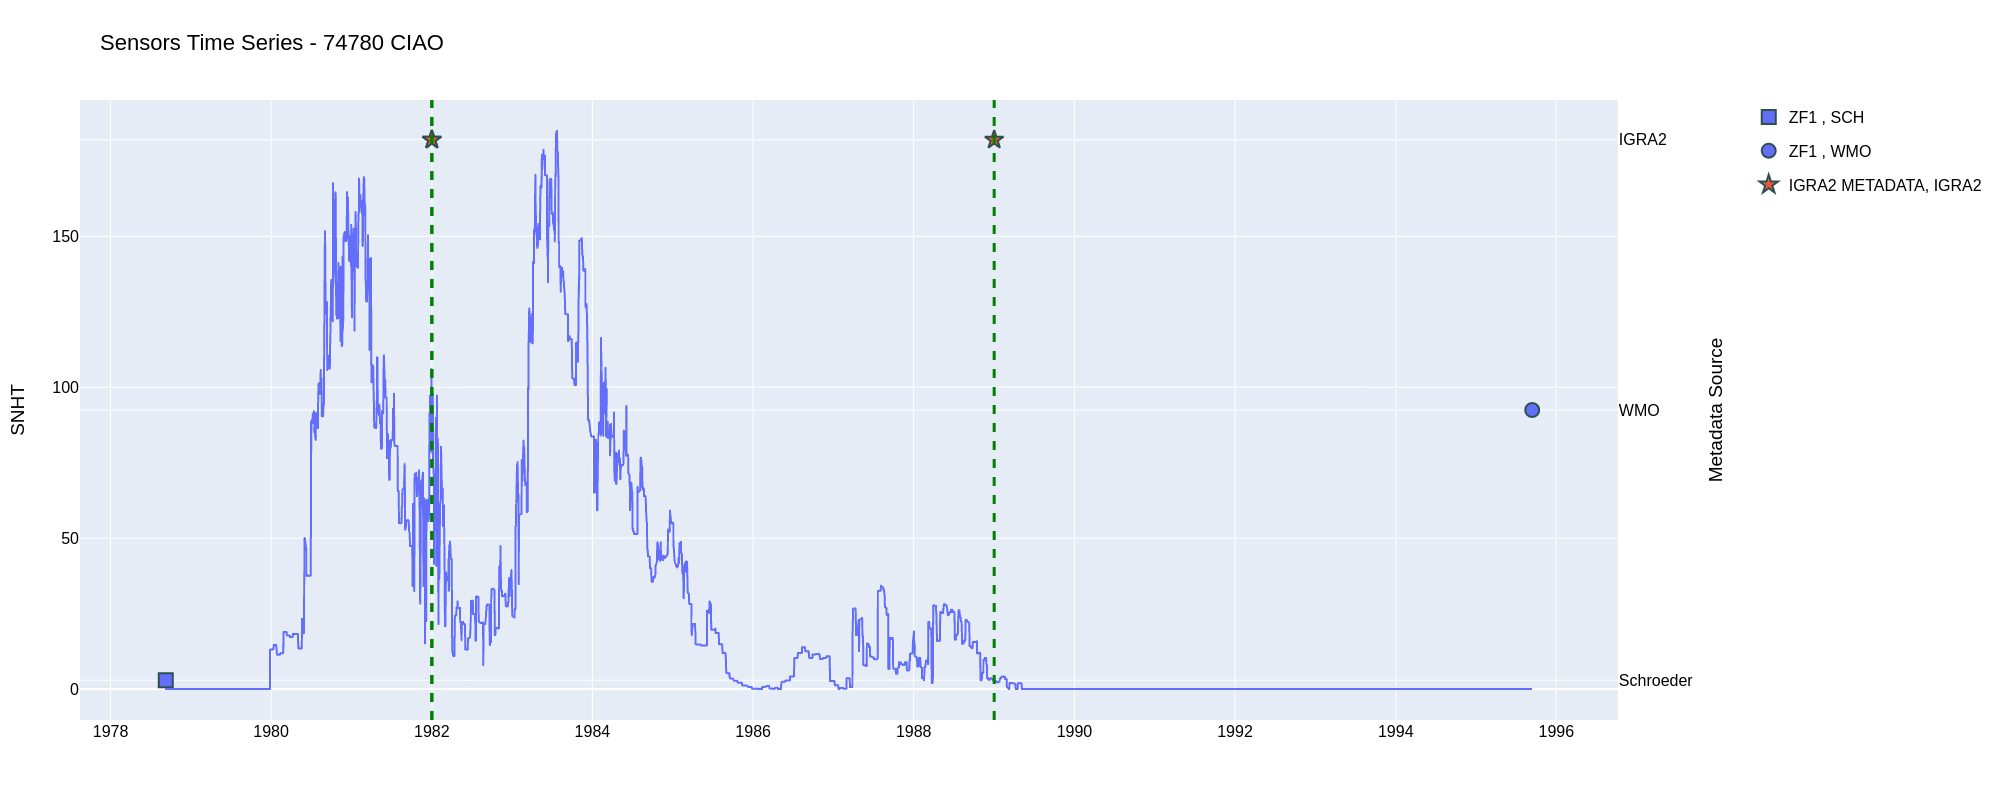 Sensors Time Series - 74780 CIAO
ZF1 , SCH
ZF1 , WMO
IGRA2 METADATA, IGRA2
IGRA2
WMO
Schroeder
Metadata Source
SNHT
150
100
50
0
1978 1980 1982 1984 1986 1988 1990 1992 1994 1996